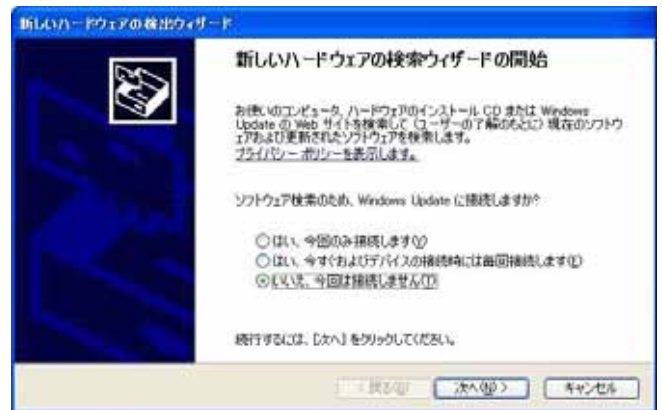 新しいハードウェアの検出ウィザード
新しいハードウェアの検索ウィザードの開始
お使いのコンピュータ、ハードウェアのインストール CD または Windows
Update の Web サイトを検索して (ユーザーの了解のもとに) 現在のソフトウ
ェアおよび更新されたソフトウェアを検索します。
プライバシー ポリシーを表示します。
ソフトウェア検索のため、Windows Update に接続しますか?
はい、今回のみ接続します(Y)
はい、今すぐおよびデバイスの接続時には毎回接続します(E)
いいえ、今回は接続しません(T)
続行するには、[次へ] をクリックしてください。
< 戻る(B)
次へ(N) >
キャンセル